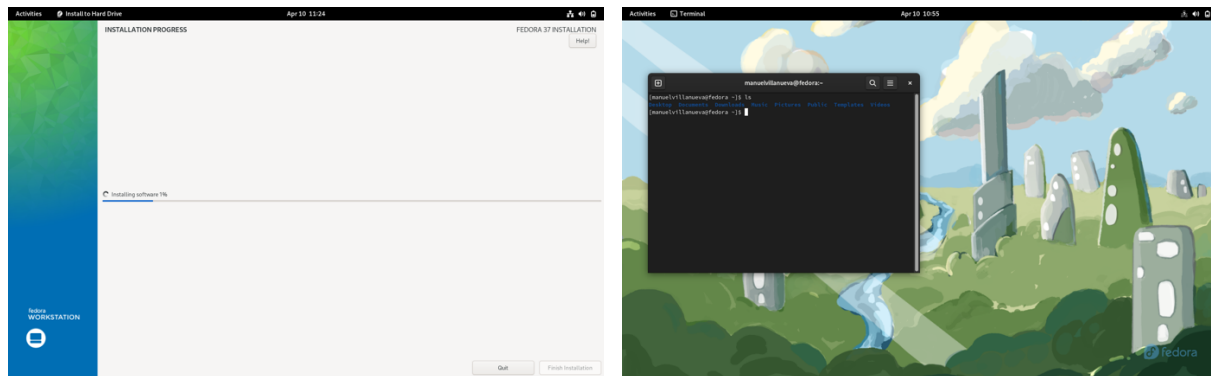 Activities Install to Hard Drive Apr 10 11:24
INSTALLATION PROGRESS FEDORA 37 INSTALLATION
Help!
Installing software 1%
fedora
WORKSTATION
Quit Finish Installation
Activities Terminal Apr 10 10:55
manuelvillanueva@fedora:~
[manuelvillanueva@fedora ~]$ ls
Desktop Documents Downloads Music Pictures Public Templates Videos
[manuelvillanueva@fedora ~]$
fedora